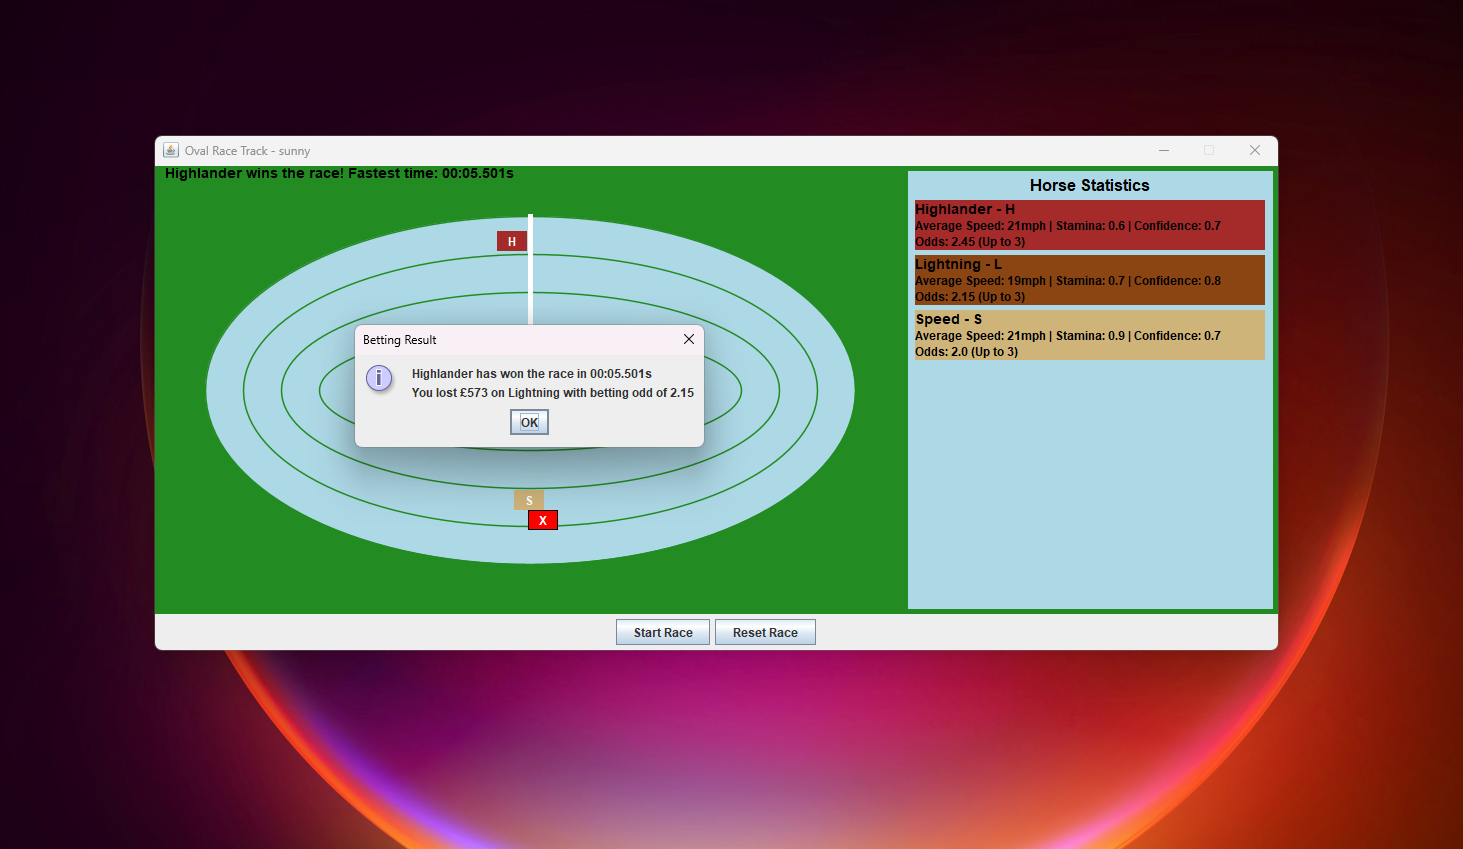 Oval Race Track - sunny
Highlander wins the race! Fastest time: 00:05.501s
H
Betting Result
Highlander has won the race in 00:05.501s
You lost £573 on Lightning with betting odd of 2.15
OK
S
X
Horse Statistics
Highlander - H
Average Speed: 21mph | Stamina: 0.6 | Confidence: 0.7
Odds: 2.45 (Up to 3)
Lightning - L
Average Speed: 19mph | Stamina: 0.7 | Confidence: 0.8
Odds: 2.15 (Up to 3)
Speed - S
Average Speed: 21mph | Stamina: 0.9 | Confidence: 0.7
Odds: 2.0 (Up to 3)
Start Race
Reset Race